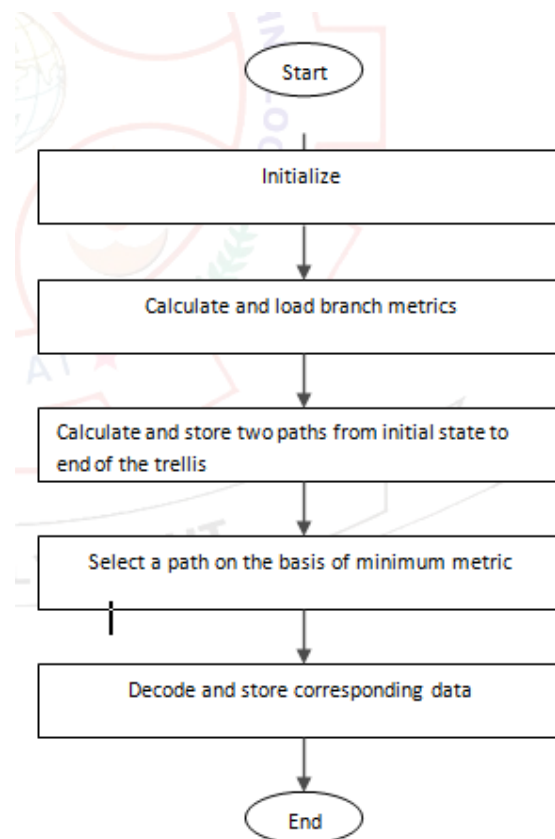 Start
Initialize
Calculate and load branch metrics
Calculate and store two paths from initial state to
end of the trellis
Select a path on the basis of minimum metric
Decode and store corresponding data
End